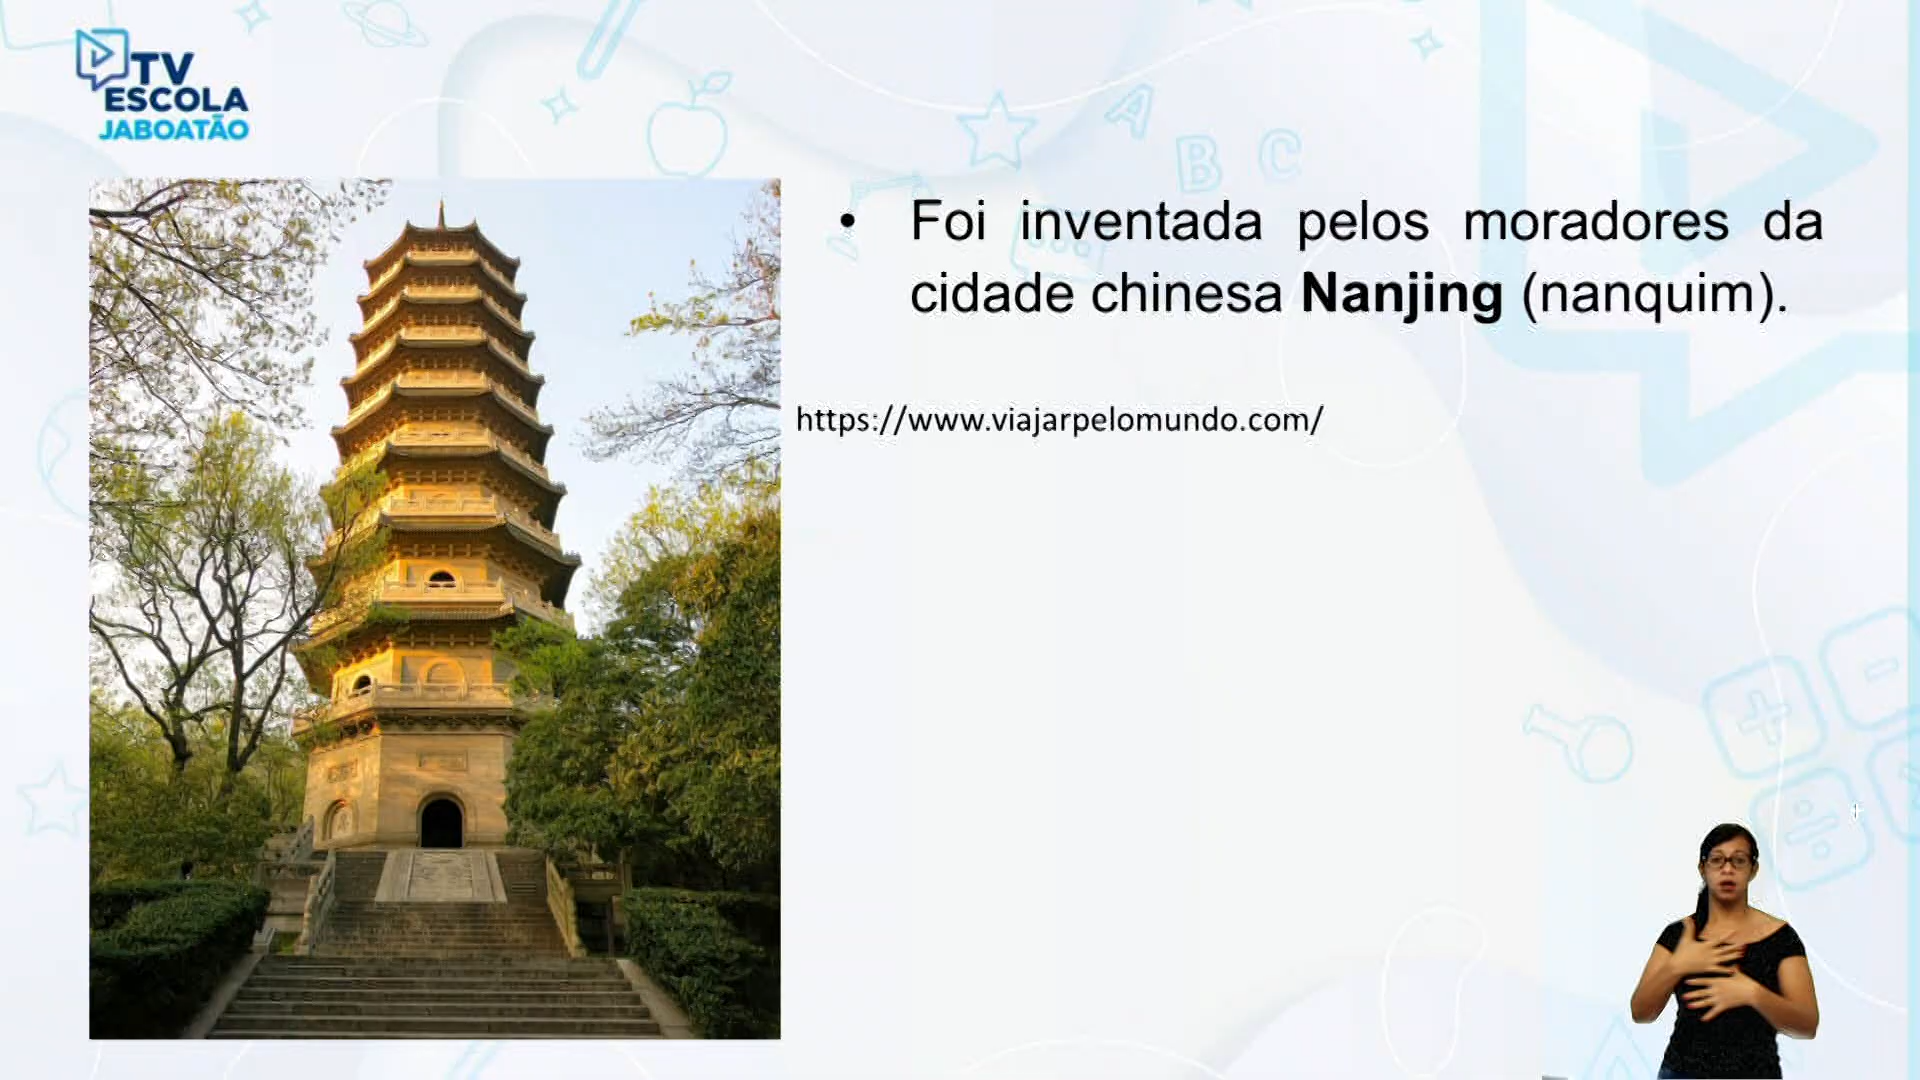 TV
ESCOLA
JABOATÃO
A B C
• Foi inventada pelos moradores da
cidade chinesa Nanjing (nanquim).
https://www.viajarpelomundo.com/